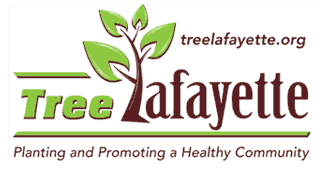 treelafayette.org
Tree Lafayette
Planting and Promoting a Healthy Community